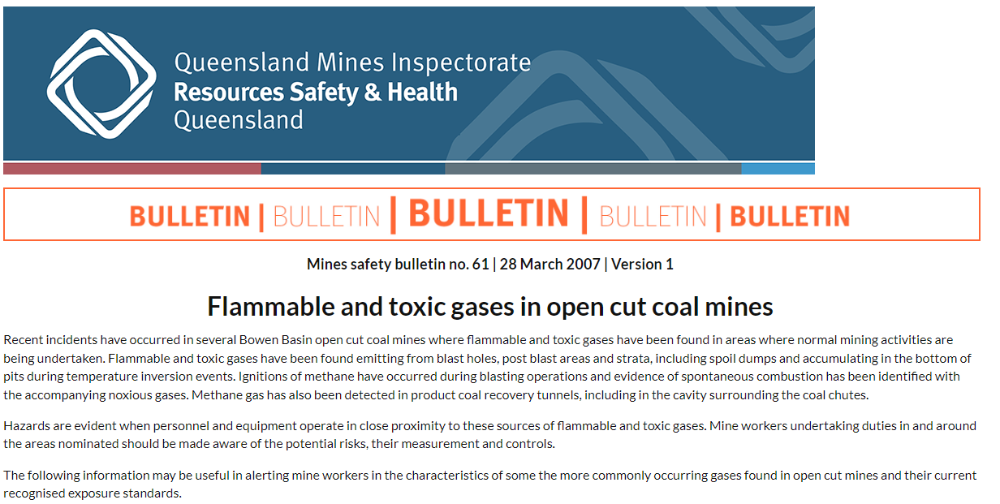 Queensland Mines Inspectorate
Resources Safety & Health
Queensland
BULLETIN | BULLETIN | BULLETIN | BULLETIN | BULLETIN
Mines safety bulletin no. 61 | 28 March 2007 | Version 1
Flammable and toxic gases in open cut coal mines
Recent incidents have occurred in several Bowen Basin open cut coal mines where flammable and toxic gases have been found in areas where normal mining activities are
being undertaken. Flammable and toxic gases have been found emitting from blast holes, post blast areas and strata, including spoil dumps and accumulating in the bottom of
pits during temperature inversion events. Ignitions of methane have occurred during blasting operations and evidence of spontaneous combustion has been identified with
the accompanying noxious gases. Methane gas has also been detected in product coal recovery tunnels, including in the cavity surrounding the coal chutes.
Hazards are evident when personnel and equipment operate in close proximity to these sources of flammable and toxic gases. Mine workers undertaking duties in and around
the areas nominated should be made aware of the potential risks, their measurement and controls.
The following information may be useful in alerting mine workers in the characteristics of some the more commonly occurring gases found in open cut mines and their current
recognised exposure standards.